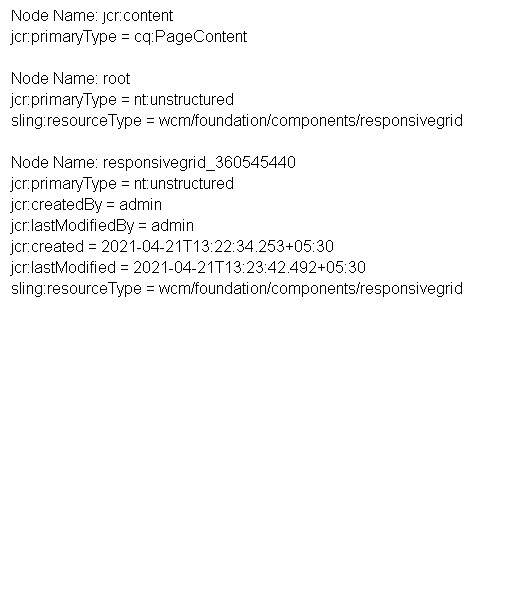 Node Name: jcr:content
jcr:primaryType = cq:PageContent

Node Name: root
jcr:primaryType = nt:unstructured
sling:resourceType = wcm/foundation/components/responsivegrid

Node Name: responsivegrid_360545440
jcr:primaryType = nt:unstructured
jcr:createdBy = admin
jcr:lastModifiedBy = admin
jcr:created = 2021-04-21T13:22:34.253+05:30
jcr:lastModified = 2021-04-21T13:23:42.492+05:30
sling:resourceType = wcm/foundation/components/responsivegrid